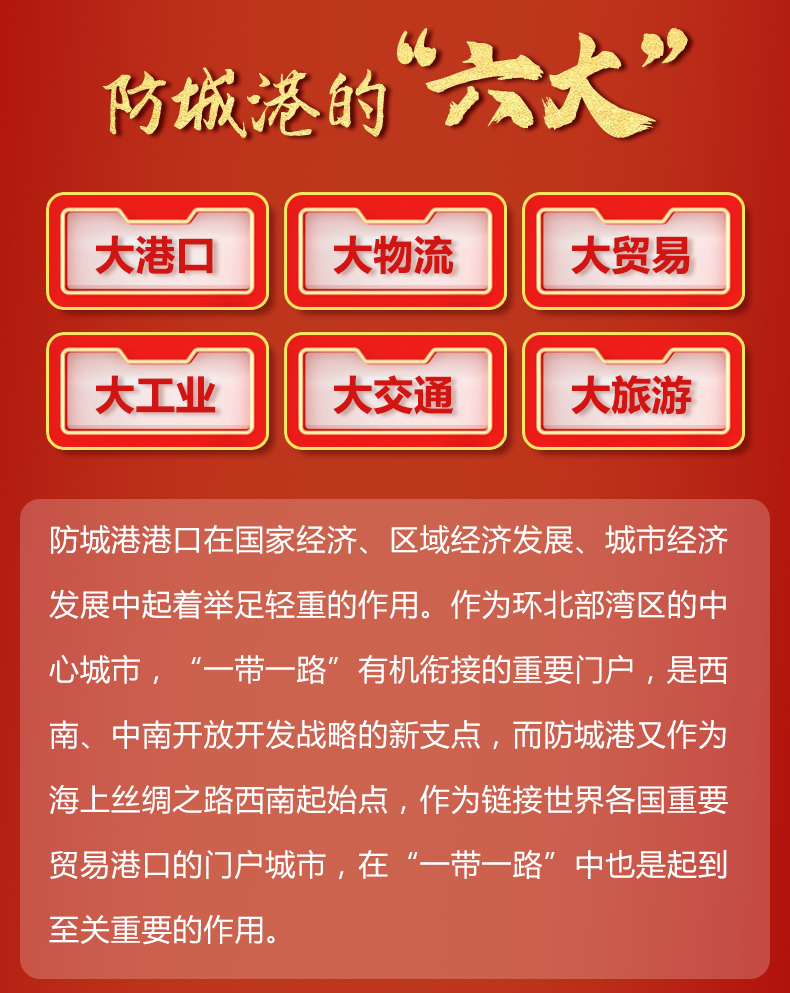 防城港的“六大”
大港口 大物流 大贸易
大工业 大交通 大旅游
防城港港口在国家经济、区域经济发展、城市经济
发展中起着举足轻重的作用。作为环北部湾区的中
心城市，“一带一路”有机衔接的重要门户，是西
南、中南开放开发战略的新支点，而防城港又作为
海上丝绸之路西南起始点，作为链接世界各国重要
贸易港口的门户城市，在“一带一路”中也是起到
至关重要的作用。